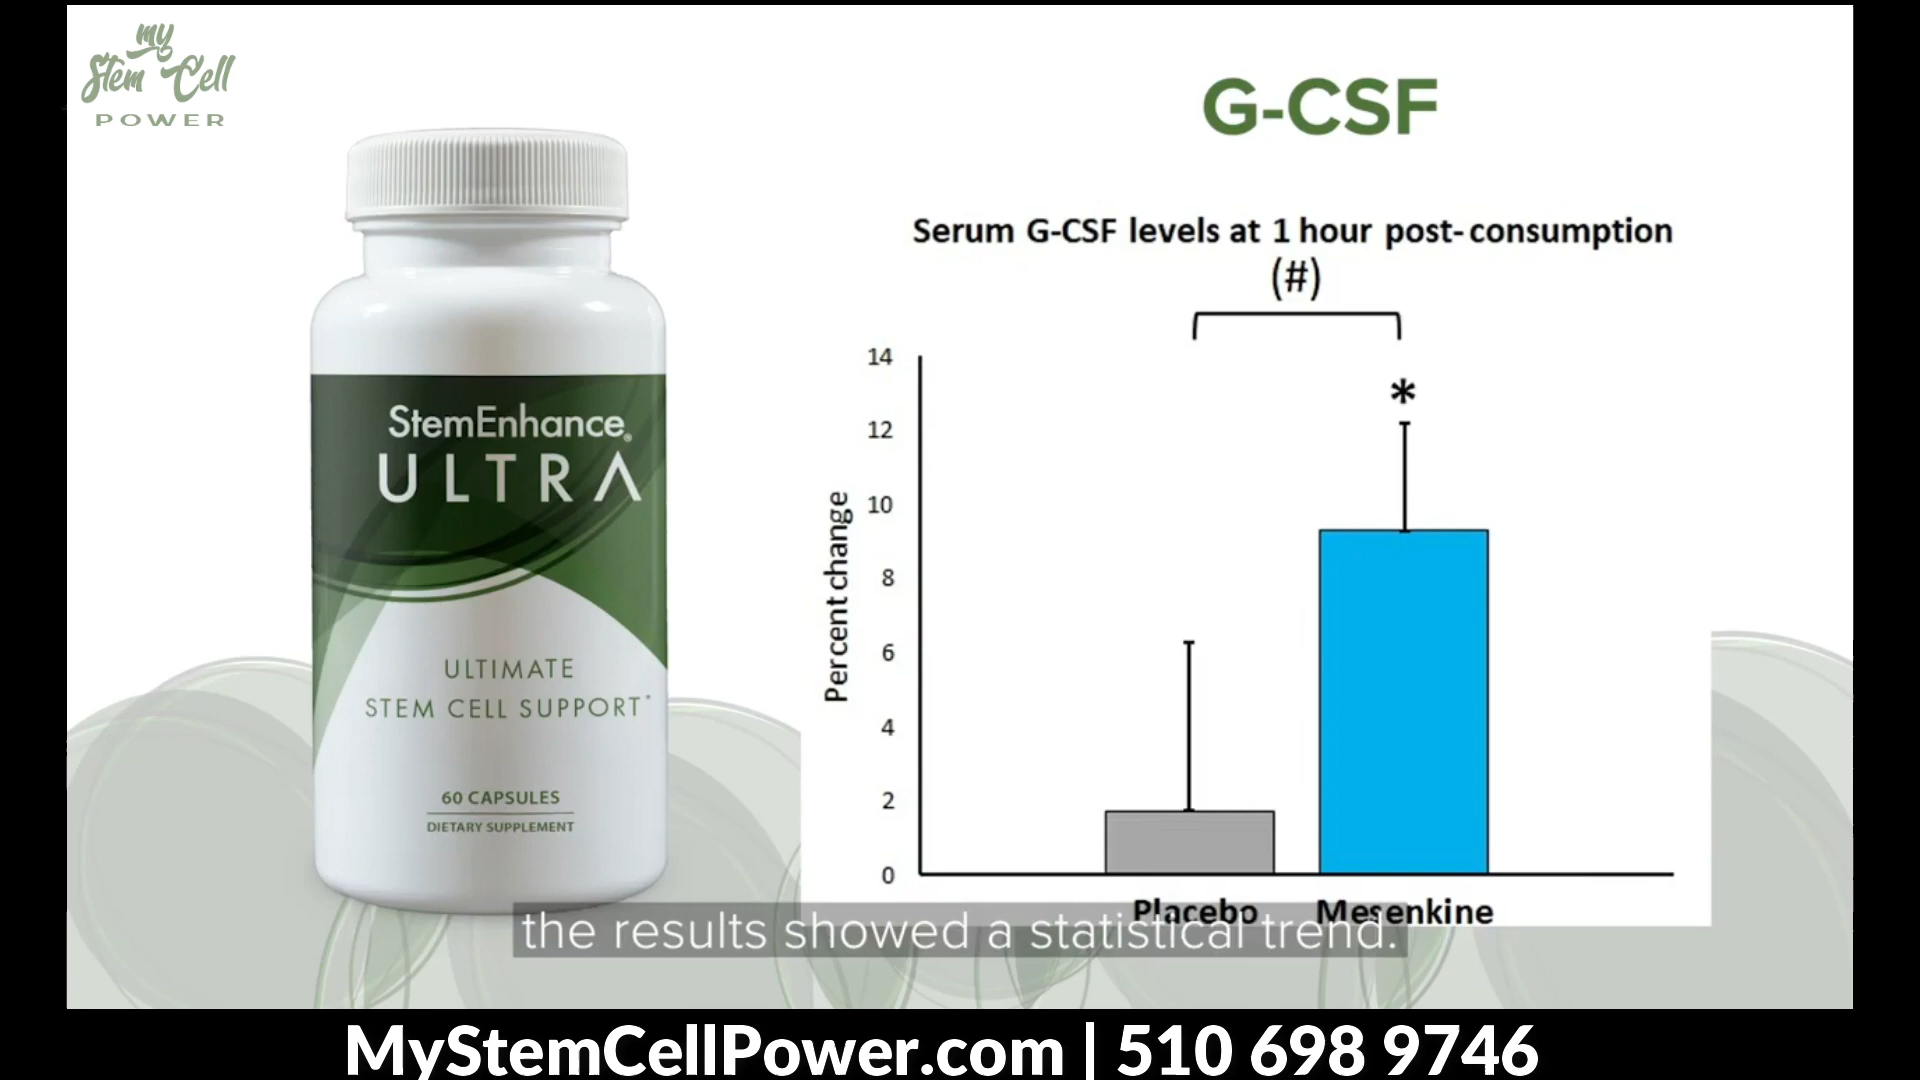 my
Stem Cell
POWER
StemEnhance®
ULTRA
ULTIMATE
STEM CELL SUPPORT*
60 CAPSULES
DIETARY SUPPLEMENT
G-CSF
Serum G-CSF levels at 1 hour post-consumption
(#)
*
14
12
10
8
6
4
2
0
Percent change
Placebo Mesenkine
the results showed a statistical trend.
MyStemCellPower.com | 510 698 9746